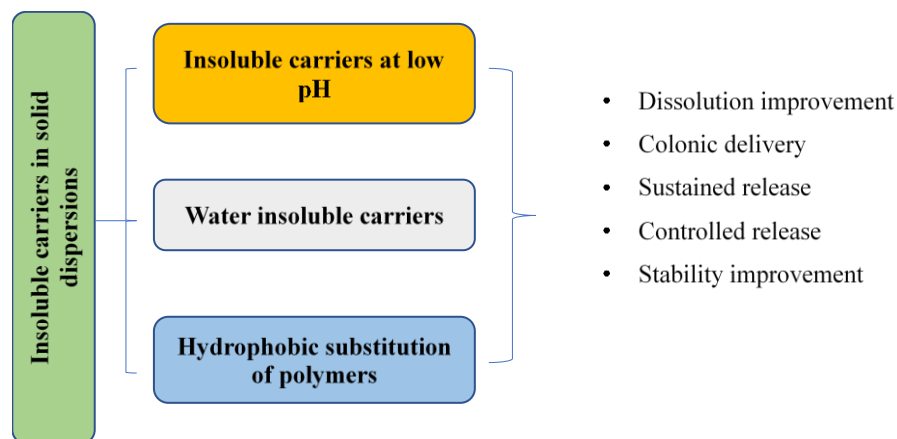 Insoluble carriers in solid
dispersions
Insoluble carriers at low
pH
Water insoluble carriers
Hydrophobic substitution
of polymers
• Dissolution improvement
• Colonic delivery
• Sustained release
• Controlled release
• Stability improvement